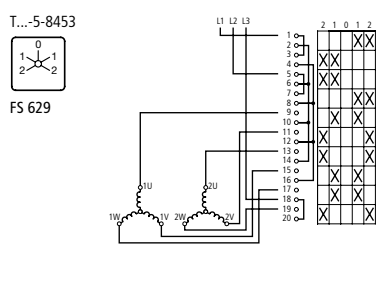 T...-5-8453
L1 L2 L3
2 1 0 1 2
0
1 1
2 2
FS 629
1
2
3
4
5
6
7
8
9
10
11
12
13
14
15
16
17
18
19
20
X X
X X
X X
X X
X X
X X
X X
X X
X X
X X
1U 2U
1W 1V 2W 2V